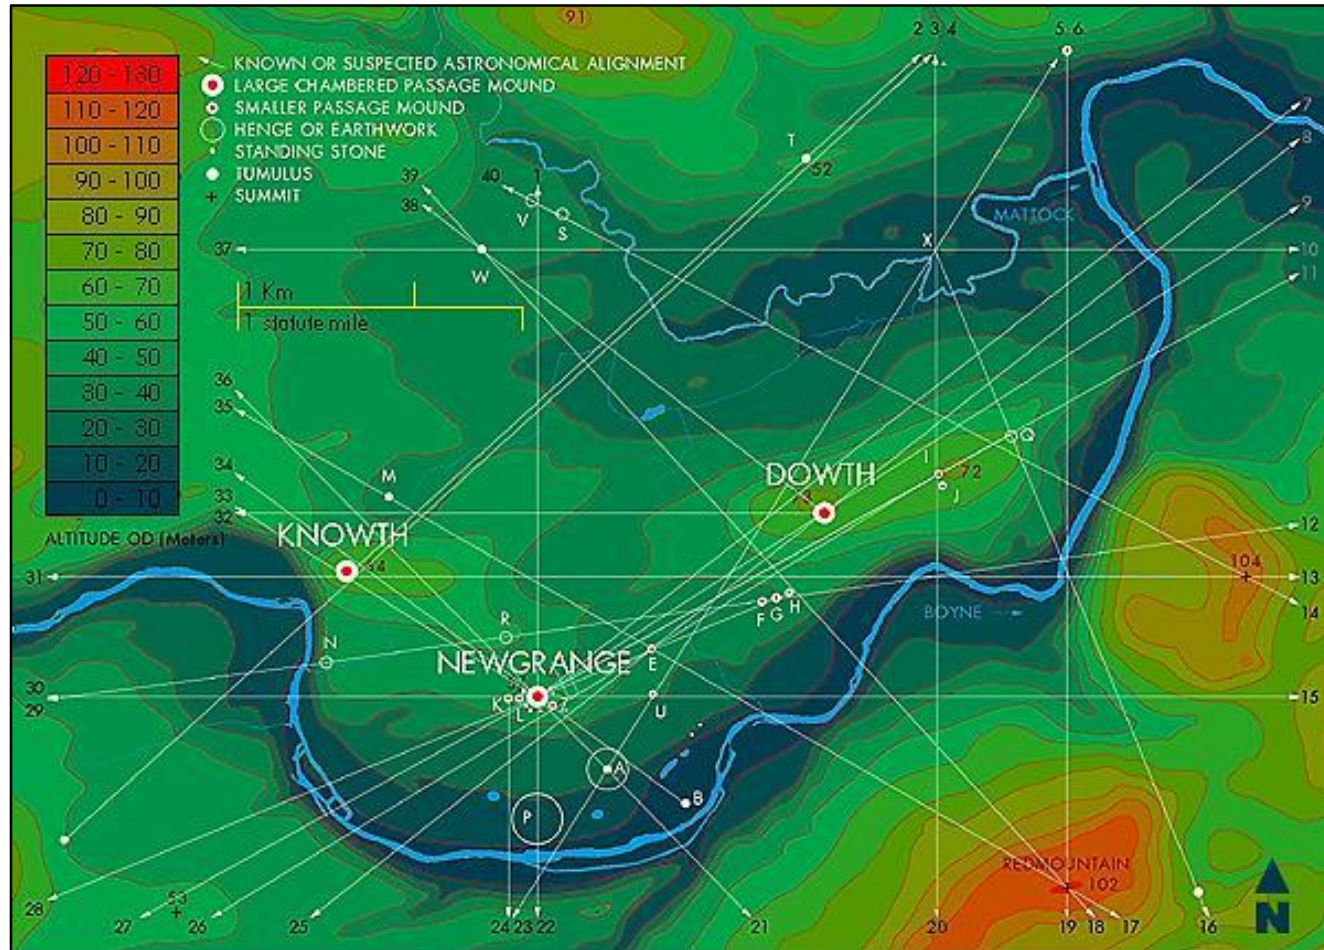 91
2 3 4
5 6
KNOWN OR SUSPECTED ASTRONOMICAL ALIGNMENT
120 - 130
LARGE CHAMBERED PASSAGE MOUND
110 - 120
SMALLER PASSAGE MOUND
7
HENGE OR EARTHWORK
100 - 110
STANDING STONE
T
8
90 - 100
TUMULUS
52
39
40
1
SUMMIT
80 - 90
38
V
S
MATTOCK
9
70 - 80
37
X
10
W
60 - 70
11
1 Km
50 - 60
1 statute mile
40 - 50
36
30 - 40
35
20 - 30
Q
34
M
DOWTH
I
72
10 - 20
33
J
0 - 10
32
12
ALTITUDE OD (Meters)
KNOWTH
104
31
13
H
G
F
BOYNE
14
R
N
NEWGRANGE
E
30
15
29
K
L
Z
U
A
B
P
REDMOUNTAIN
102
53
N
28
27
26
25
24
23
22
21
20
19
18
17
16